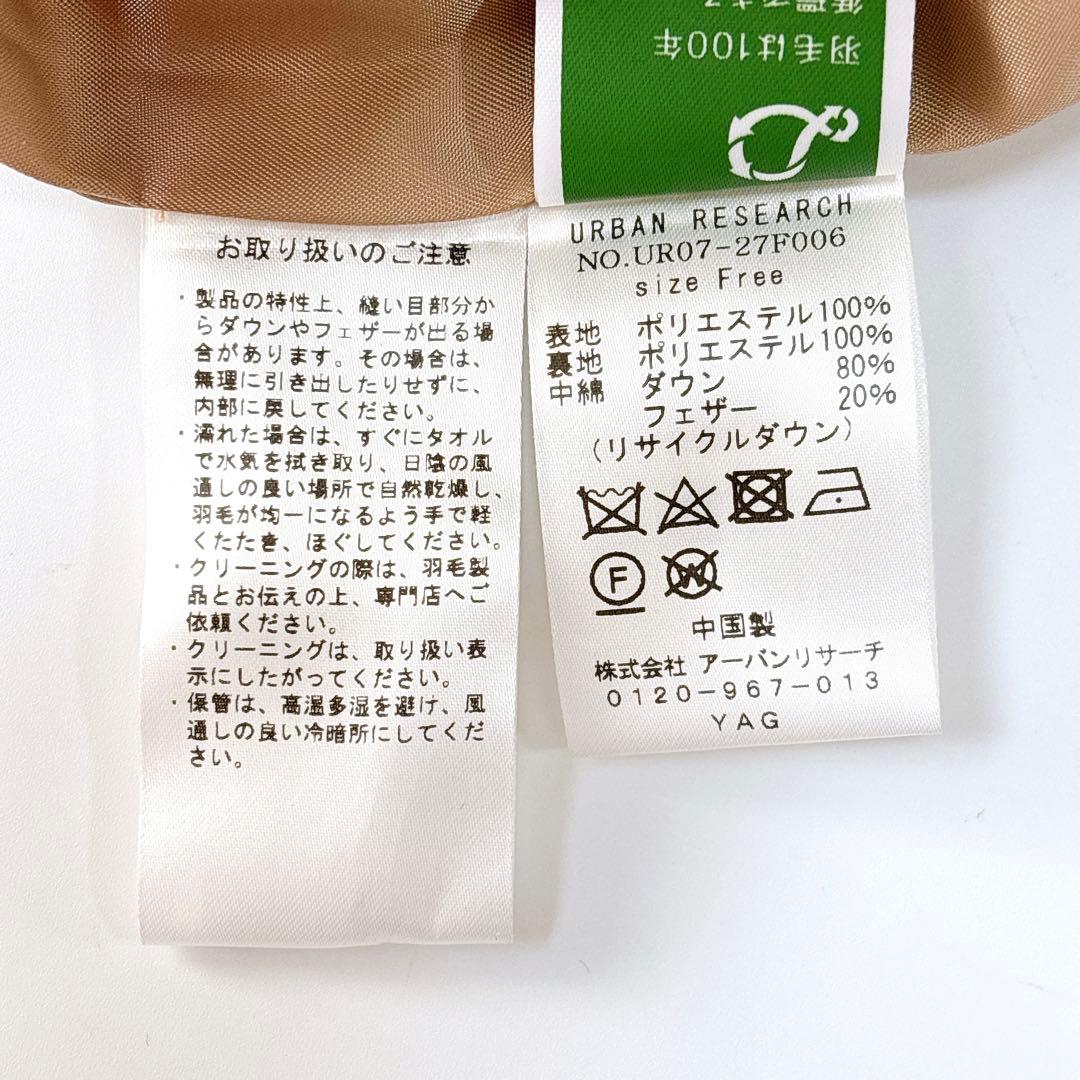 循環できる
羽毛は100年
お取り扱いのご注意
・製品の特性上、縫い目部分か
らダウンやフェザーが出る場
合があります。その場合は、
無理に引き出したりせずに、
内部に戻してください。
・濡れた場合は、すぐにタオル
で水気を拭き取り、日陰の風
通しの良い場所で自然乾燥し、
羽毛が均一になるよう手で軽
くたたき、ほぐしてください。
・クリーニングの際は、羽毛製
品とお伝えの上、専門店へご
依頼ください。
・クリーニングは、取り扱い表
示にしたがってください。
・保管は、高温多湿を避け、風
通しの良い冷暗所にしてくだ
さい。
URBAN RESEARCH
NO.UR07-27F006
size Free
表地 ポリエステル100%
裏地 ポリエステル100%
中綿 ダウン 80%
フェザー 20%
(リサイクルダウン)
F
W
中国製
株式会社 アーバンリサーチ
0120-967-013
YAG